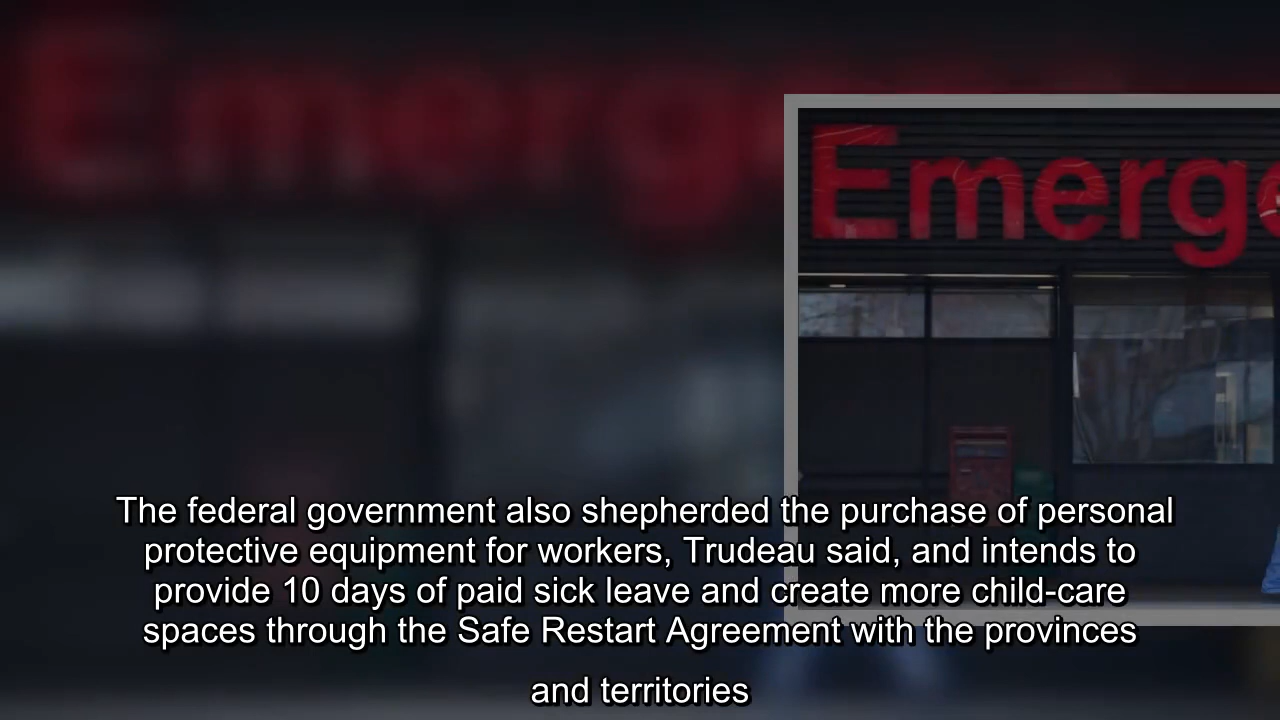 Emerge
Emerge
The federal government also shepherded the purchase of personal
protective equipment for workers, Trudeau said, and intends to
provide 10 days of paid sick leave and create more child-care
spaces through the Safe Restart Agreement with the provinces
and territories